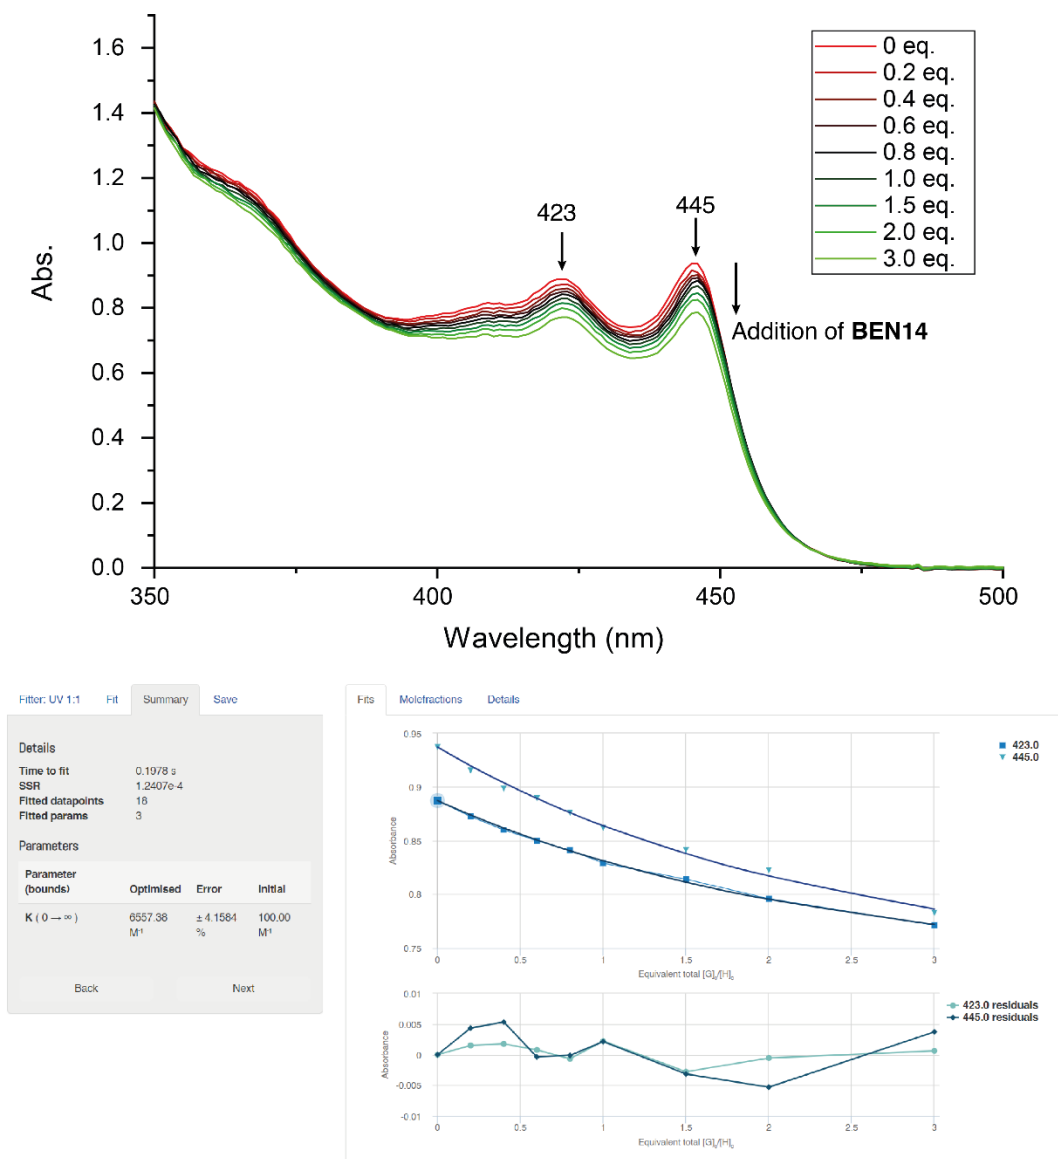 1.6
1.4
1.2
1.0
0.8
0.6
0.4
0.2
0.0
Abs.
350
400
450
500
Wavelength (nm)
423
445
Addition of BEN14
0 eq.
0.2 eq.
0.4 eq.
0.6 eq.
0.8 eq.
1.0 eq.
1.5 eq.
2.0 eq.
3.0 eq.
Fitter: UV 1:1 Fit Summary Save
Details
Time to fit 0.1978 s
SSR 1.2407e-4
Fitted datapoints 18
Fitted params 3
Parameters
Parameter
(bounds) Optimised Error Initial
K ( 0 → ∞ ) 6557.38 ± 4.1584 100.00
M⁻¹ % M⁻¹
Back Next
Fits Molefractions Details
0.95
0.9
0.85
0.8
0.75
Absorbance
0 0.5 1 1.5 2 2.5 3
Equivalent total [G]₀/[H]₀
423.0
445.0
0.01
0.005
0
-0.005
-0.01
Absorbance
0 0.5 1 1.5 2 2.5 3
Equivalent total [G]₀/[H]₀
423.0 residuals
445.0 residuals